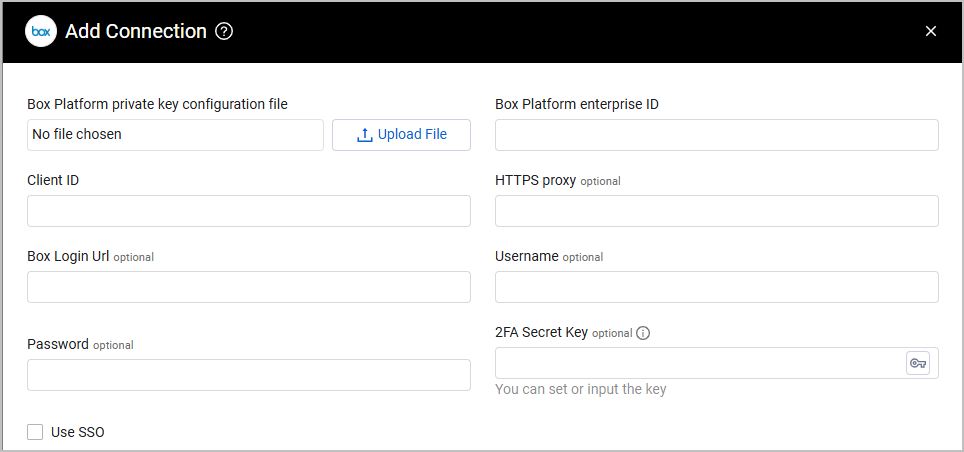 box Add Connection
Box Platform private key configuration file
Box Platform enterprise ID
No file chosen
Upload File
Client ID
HTTPS proxy optional
Box Login Url optional
Username optional
Password optional
2FA Secret Key optional
You can set or input the key
Use SSO